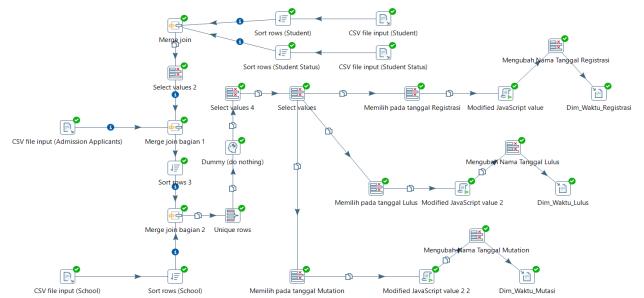 Merge join
Sort rows (Student)
CSV file input (Student)
Sort rows (Student Status)
CSV file input (Student Status)
Mengubah Nama Tanggal Registrasi
Select values 2
Select values 4
Select values
Memilih pada tanggal Registrasi
Modified JavaScript value
Dim_Waktu_Registrasi
CSV file input (Admission Applicants)
Merge join bagian 1
Dummy (do nothing)
Mengubah Nama Tanggal Lulus
Sort rows 3
Memilih pada tanggal Lulus
Modified JavaScript value 2
Dim_Waktu_Lulus
Merge join bagian 2
Unique rows
Mengubah Nama Tanggal Mutation
CSV file input (School)
Sort rows (School)
Memilih pada tanggal Mutation
Modified JavaScript value 2 2
Dim_Waktu_Mutasi